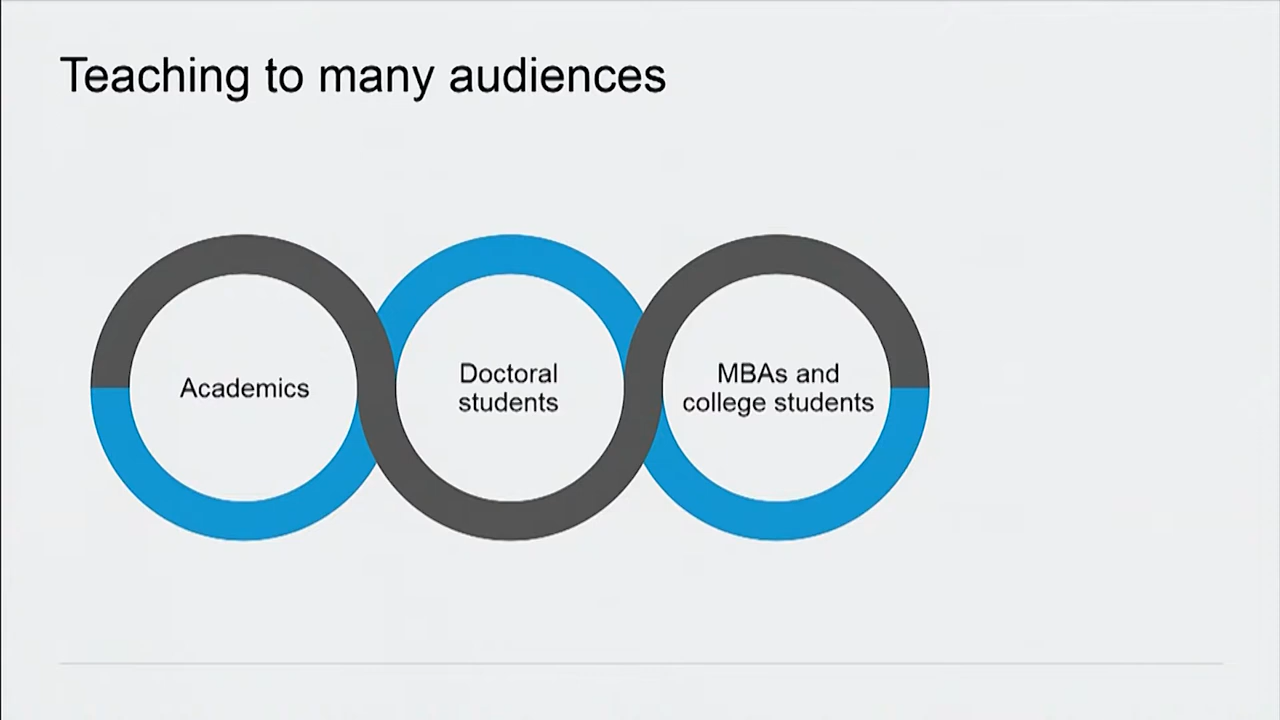 Teaching to many audiences
Academics
Doctoral
students
MBAs and
college students